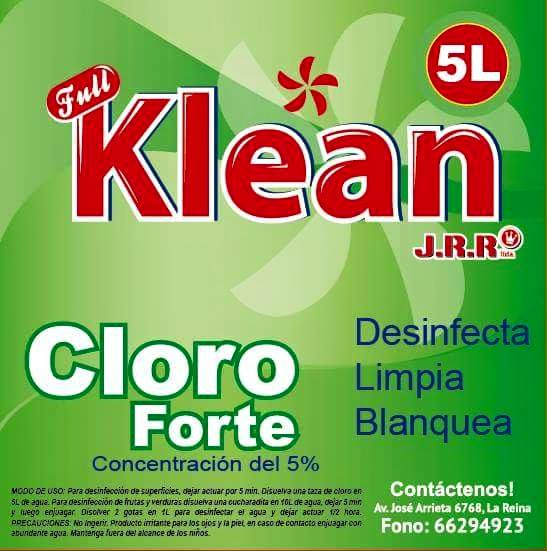 5L
Full
Klean
J.R.R
ltda.
Cloro
Forte
Concentración del 5%
Desinfecta
Limpia
Blanquea
MODO DE USO: Para desinfección de superficies, dejar actuar por 5 min. Disuelva una taza de cloro en
5L de agua. Para desinfección de frutas y verduras disuelva una cucharadita en 10L de agua, dejar 5 min
y luego enjuagar. Disolver 2 gotas en 1L para desinfectar el agua y dejar actuar 1/2 hora.
PRECAUCIONES: No Ingerir. Producto irritante para los ojos y la piel, en caso de contacto enjuagar con
abundante agua. Mantenga fuera del alcance de los niños.
Contáctenos!
Av. José Arrieta 6768, La Reina
Fono: 66294923